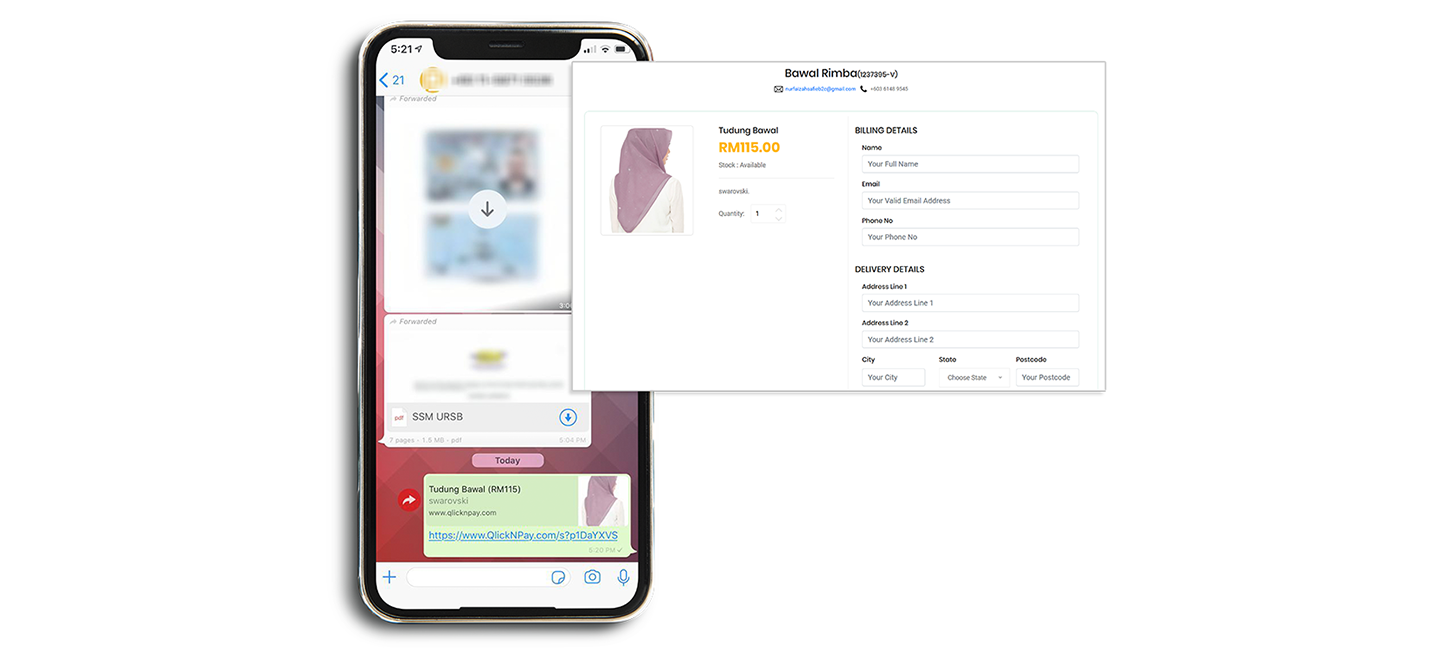 5:21
21
Forwarded
3:0
Forwarded
pdf
SSM URSB
7 pages · 1.5 MB · pdf
5:04 PM
Today
Tudung Bawal (RM115)
swarovski
www.qlicknpay.com
https://www.QlickNPay.com/s?p1DaYXVS
5:20 PM
Bawal Rimba(1237395-V)
nurfaizahsafieb2c@gmail.com
+603 6148 9545
Tudung Bawal
RM115.00
Stock : Available
swarovski.
Quantity: 1
BILLING DETAILS
Name
Your Full Name
Email
Your Valid Email Address
Phone No
Your Phone No
DELIVERY DETAILS
Address Line 1
Your Address Line 1
Address Line 2
Your Address Line 2
City State Postcode
Your City Choose State Your Postcode